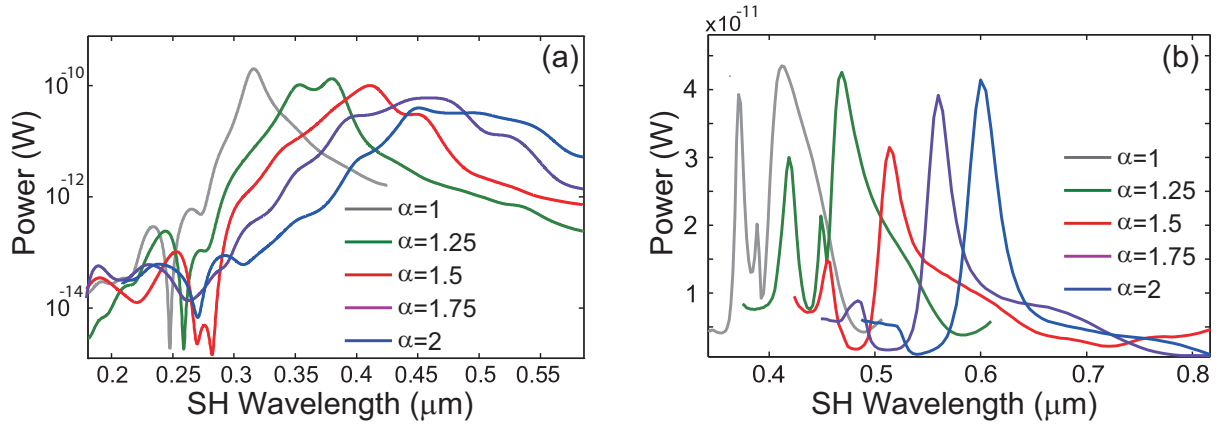 (a)
Power (W)
10⁻¹⁰
10⁻¹²
10⁻¹⁴
0.2 0.25 0.3 0.35 0.4 0.45 0.5 0.55
SH Wavelength (μm)
α=1
α=1.25
α=1.5
α=1.75
α=2
x10⁻¹¹
(b)
Power (W)
4
3
2
1
0.4 0.5 0.6 0.7 0.8
SH Wavelength (μm)
α=1
α=1.25
α=1.5
α=1.75
α=2